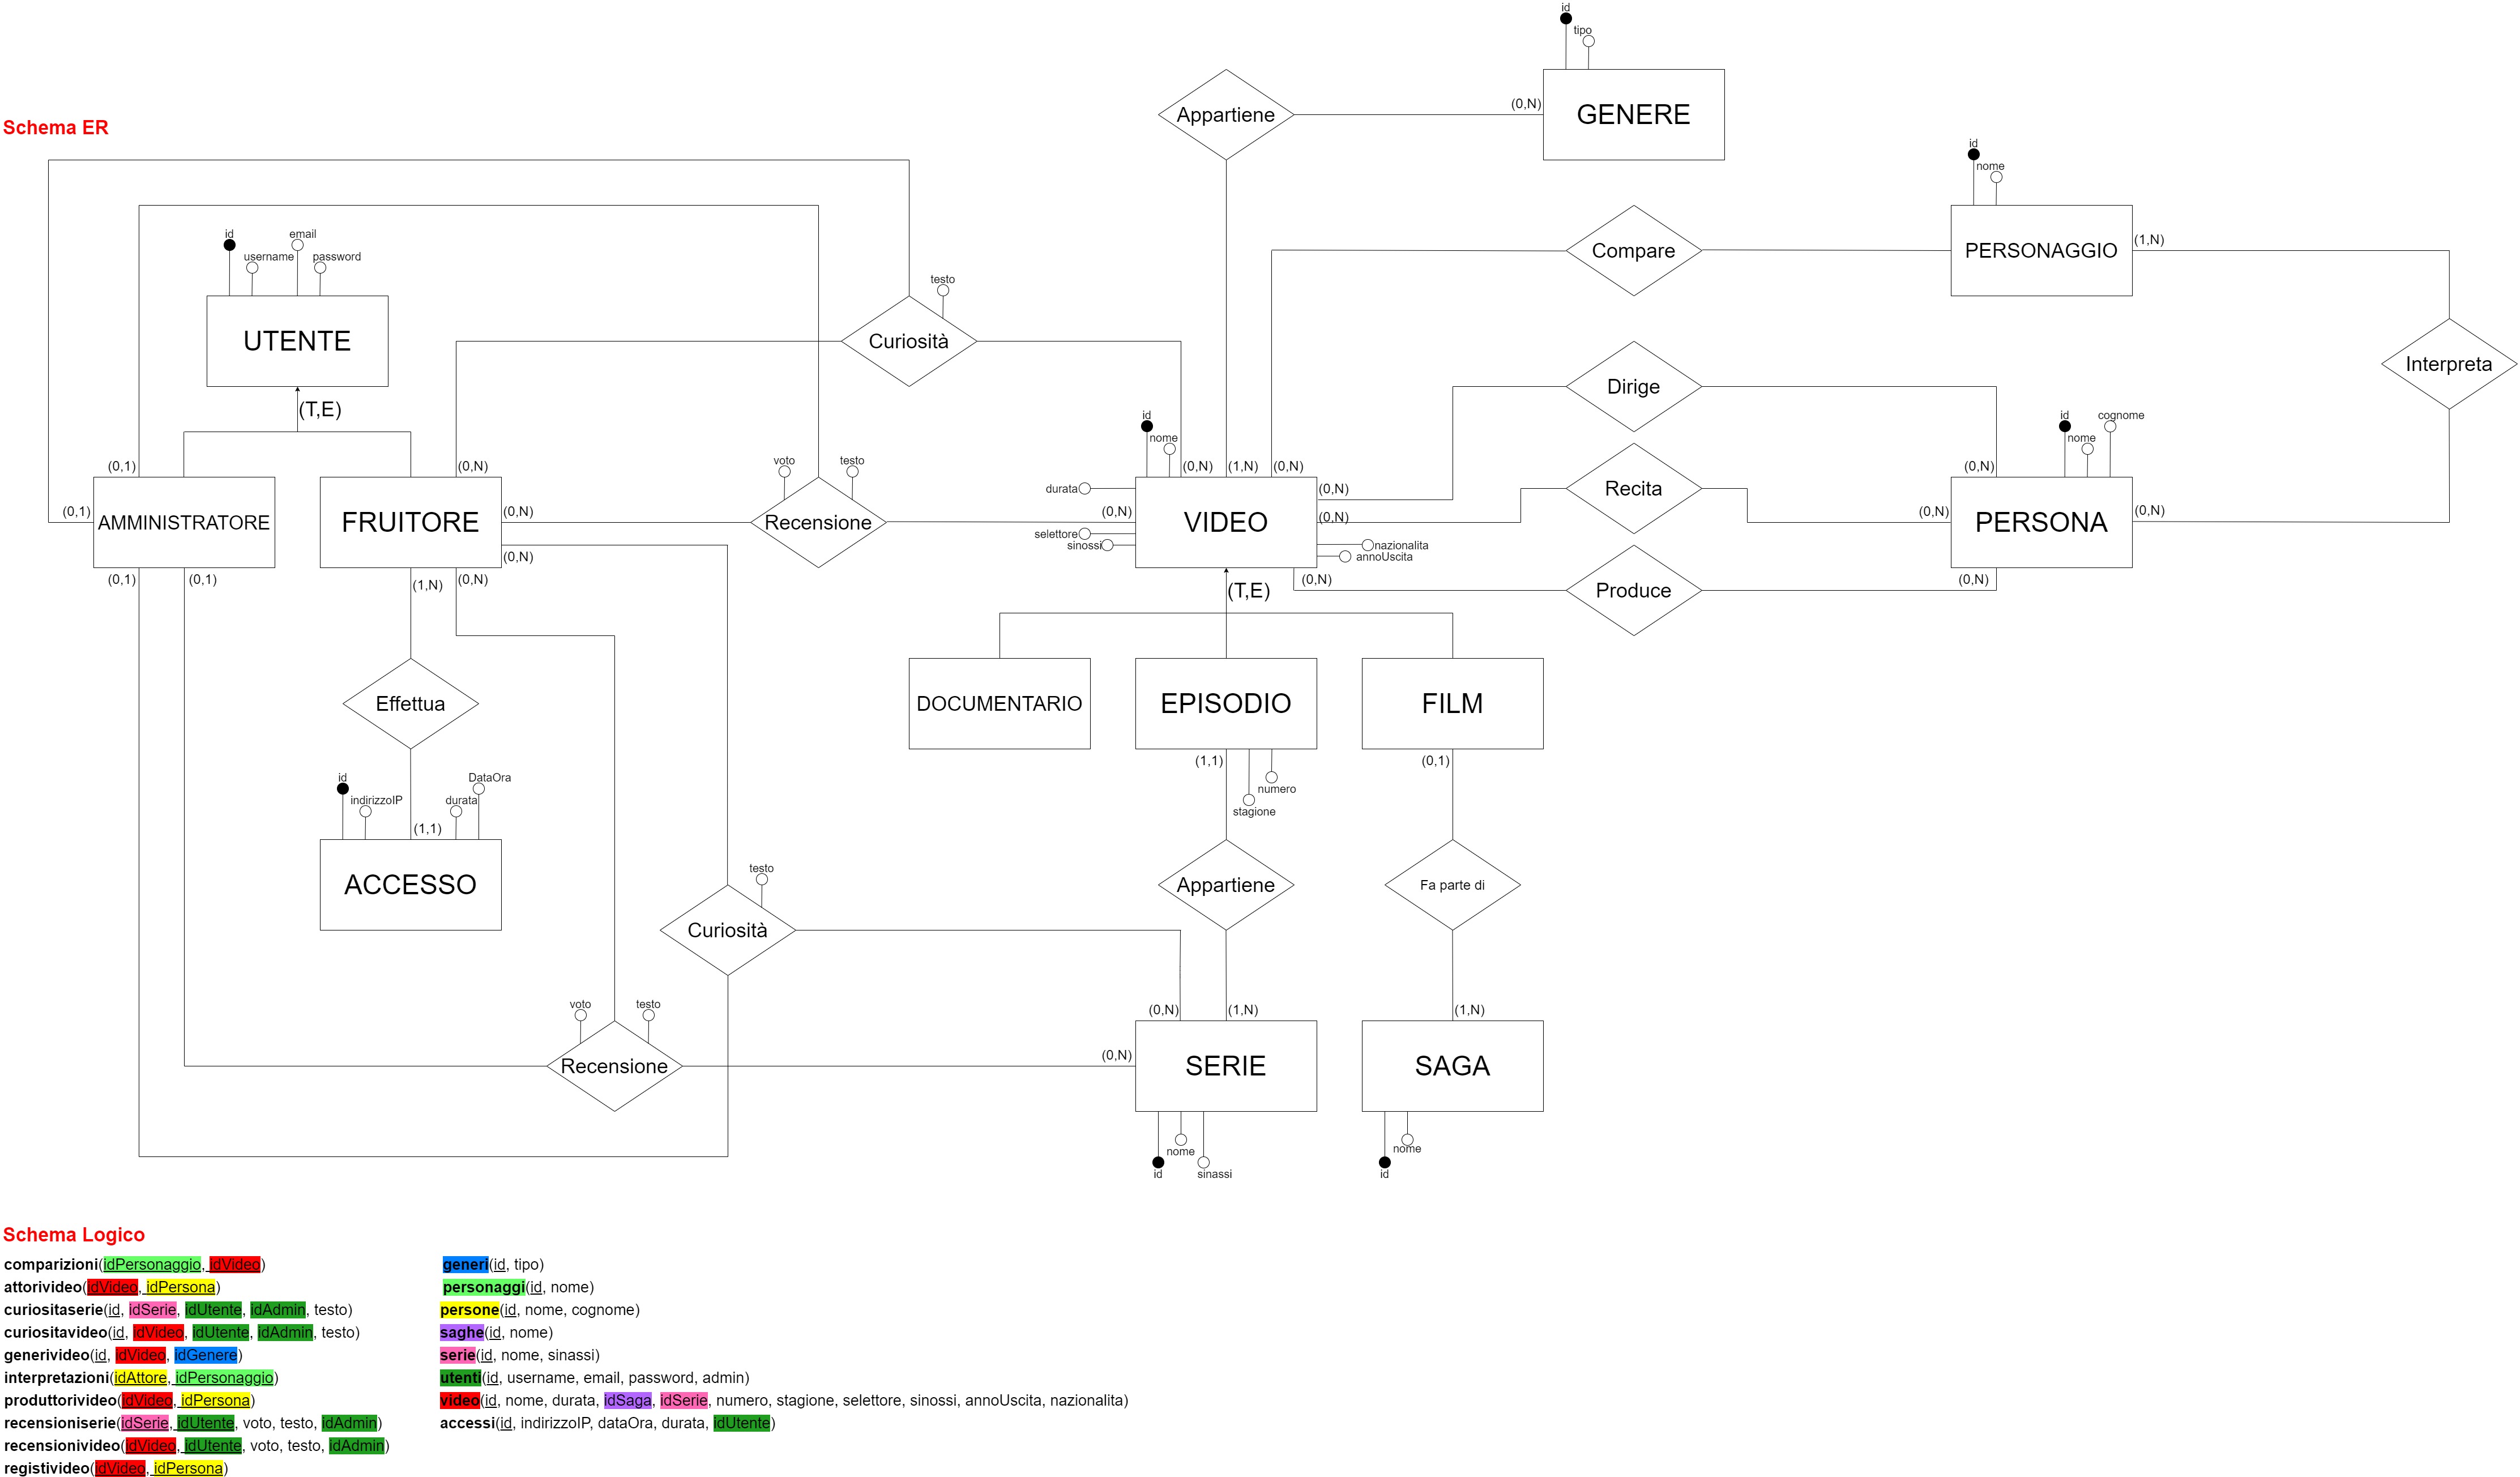 id
tipo
GENERE
(0,N)
Appartiene
Schema ER
id
nome
PERSONAGGIO
(1,N)
Compare
id
email
username
password
UTENTE
(T,E)
testo
Curiosità
Dirige
Interpreta
id
nome
id
cognome
nome
(0,1)
(0,N)
voto
testo
(0,N)
(1,N)
(0,N)
(0,N)
durata
(0,N)
Recita
(0,1)
AMMINISTRATORE
FRUITORE
(0,N)
Recensione
(0,N)
VIDEO
(0,N)
(0,N)
PERSONA
(0,N)
selettore
sinossi
nazionalita
annoUscita
(0,N)
(0,1)
(0,1)
(1,N)
(0,N)
(T,E)
(0,N)
Produce
(0,N)
Effettua
DOCUMENTARIO
EPISODIO
FILM
(1,1)
numero
stagione
(0,1)
id
indirizzoIP
durata
DataOra
(1,1)
ACCESSO
testo
Curiosità
Appartiene
Fa parte di
voto
testo
(0,N)
(1,N)
(1,N)
Recensione
(0,N)
SERIE
SAGA
nome
id
sinassi
nome
id
Schema Logico
comparizioni(idPersonaggio, idVideo)
attorivideo(idVideo, idPersona)
curiositaserie(id, idSerie, idUtente, idAdmin, testo)
curiositavideo(id, idVideo, idUtente, idAdmin, testo)
generivideo(id, idVideo, idGenere)
interpretazioni(idAttore, idPersonaggio)
produttorivideo(idVideo, idPersona)
recensioniserie(idSerie, idUtente, voto, testo, idAdmin)
recensionivideo(idVideo, idUtente, voto, testo, idAdmin)
registivideo(idVideo, idPersona)
generi(id, tipo)
personaggi(id, nome)
persone(id, nome, cognome)
saghe(id, nome)
serie(id, nome, sinassi)
utenti(id, username, email, password, admin)
video(id, nome, durata, idSaga, idSerie, numero, stagione, selettore, sinossi, annoUscita, nazionalita)
accessi(id, indirizzoIP, dataOra, durata, idUtente)